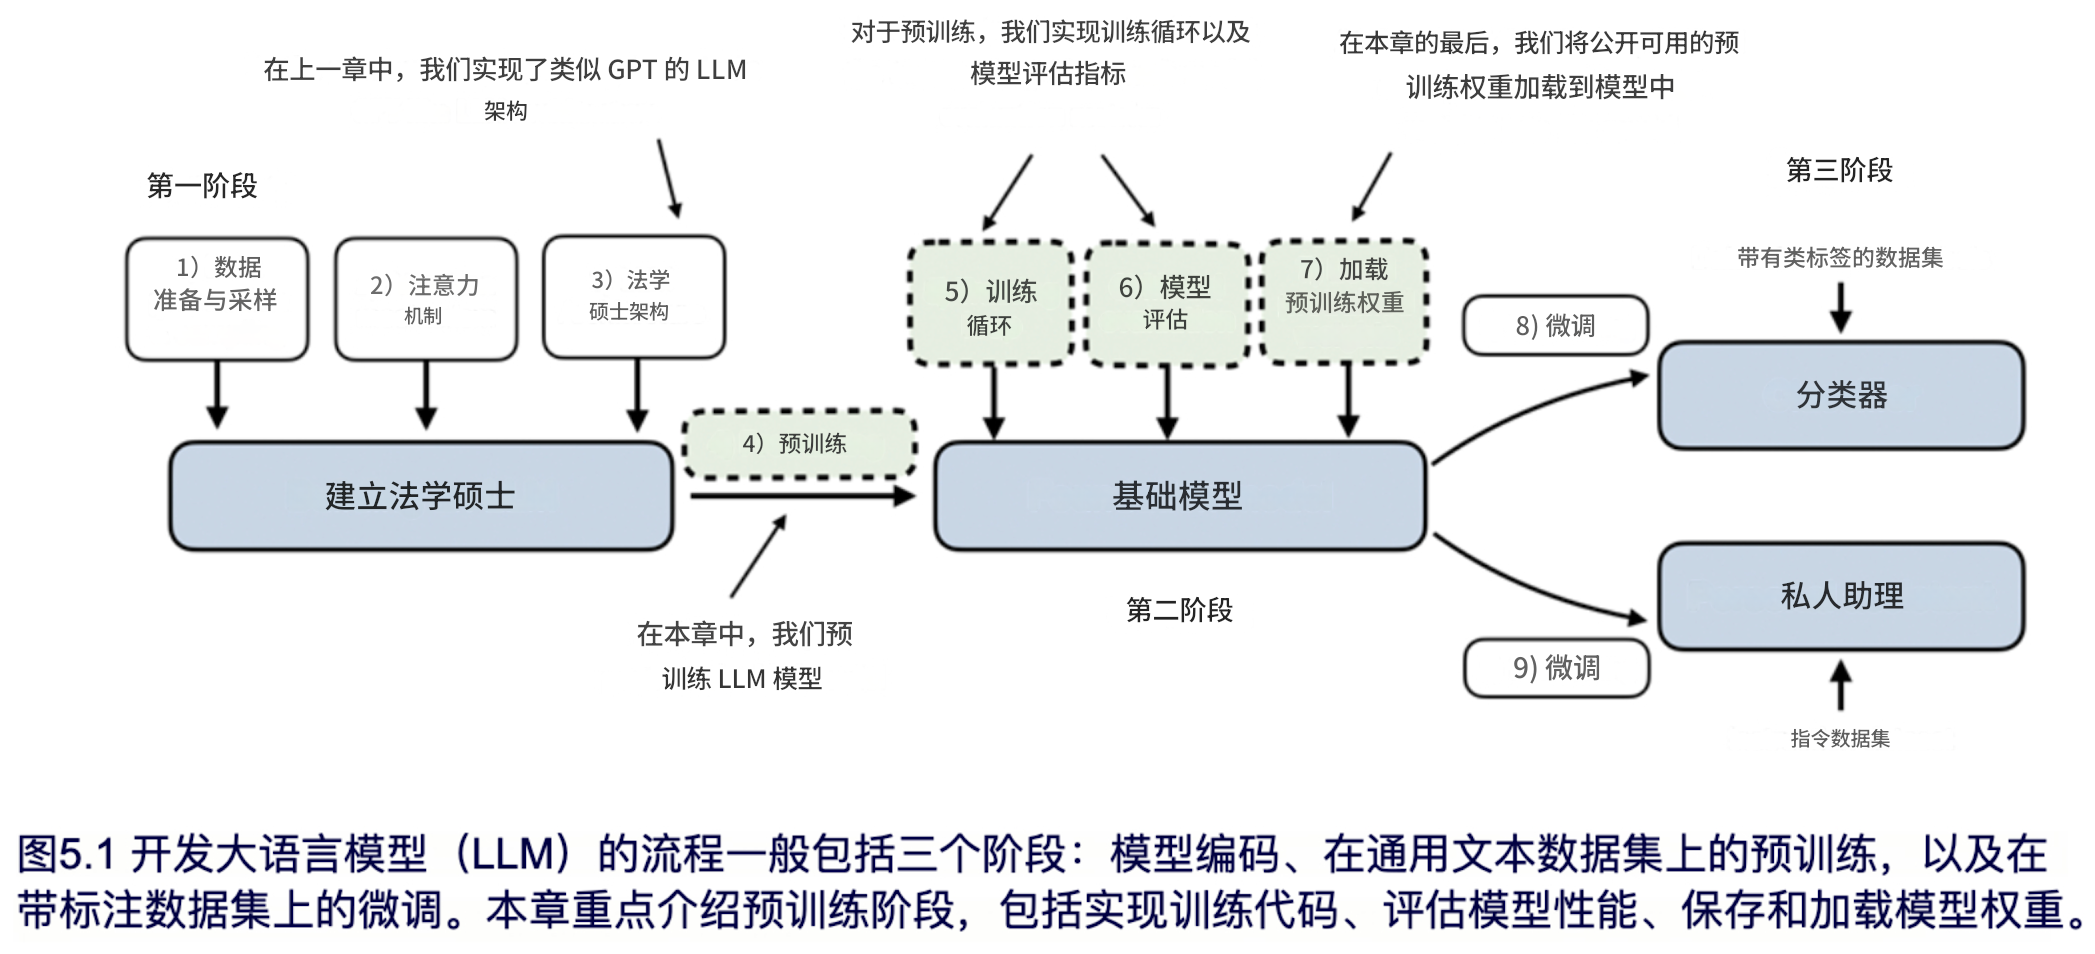 对于预训练，我们实现训练循环以及
模型评估指标
在本章的最后，我们将公开可用的预
训练权重加载到模型中
在上一章中，我们实现了类似 GPT 的 LLM
架构
第一阶段
第三阶段
1）数据
准备与采样
2）注意力
机制
3）法学
硕士架构
5）训练
循环
6）模型
评估
7）加载
预训练权重
带有类标签的数据集
8) 微调
分类器
4）预训练
建立法学硕士
基础模型
第二阶段
在本章中，我们预
训练 LLM 模型
私人助理
9) 微调
指令数据集
图5.1 开发大语言模型（LLM）的流程一般包括三个阶段：模型编码、在通用文本数据集上的预训练，以及在
带标注数据集上的微调。本章重点介绍预训练阶段，包括实现训练代码、评估模型性能、保存和加载模型权重。